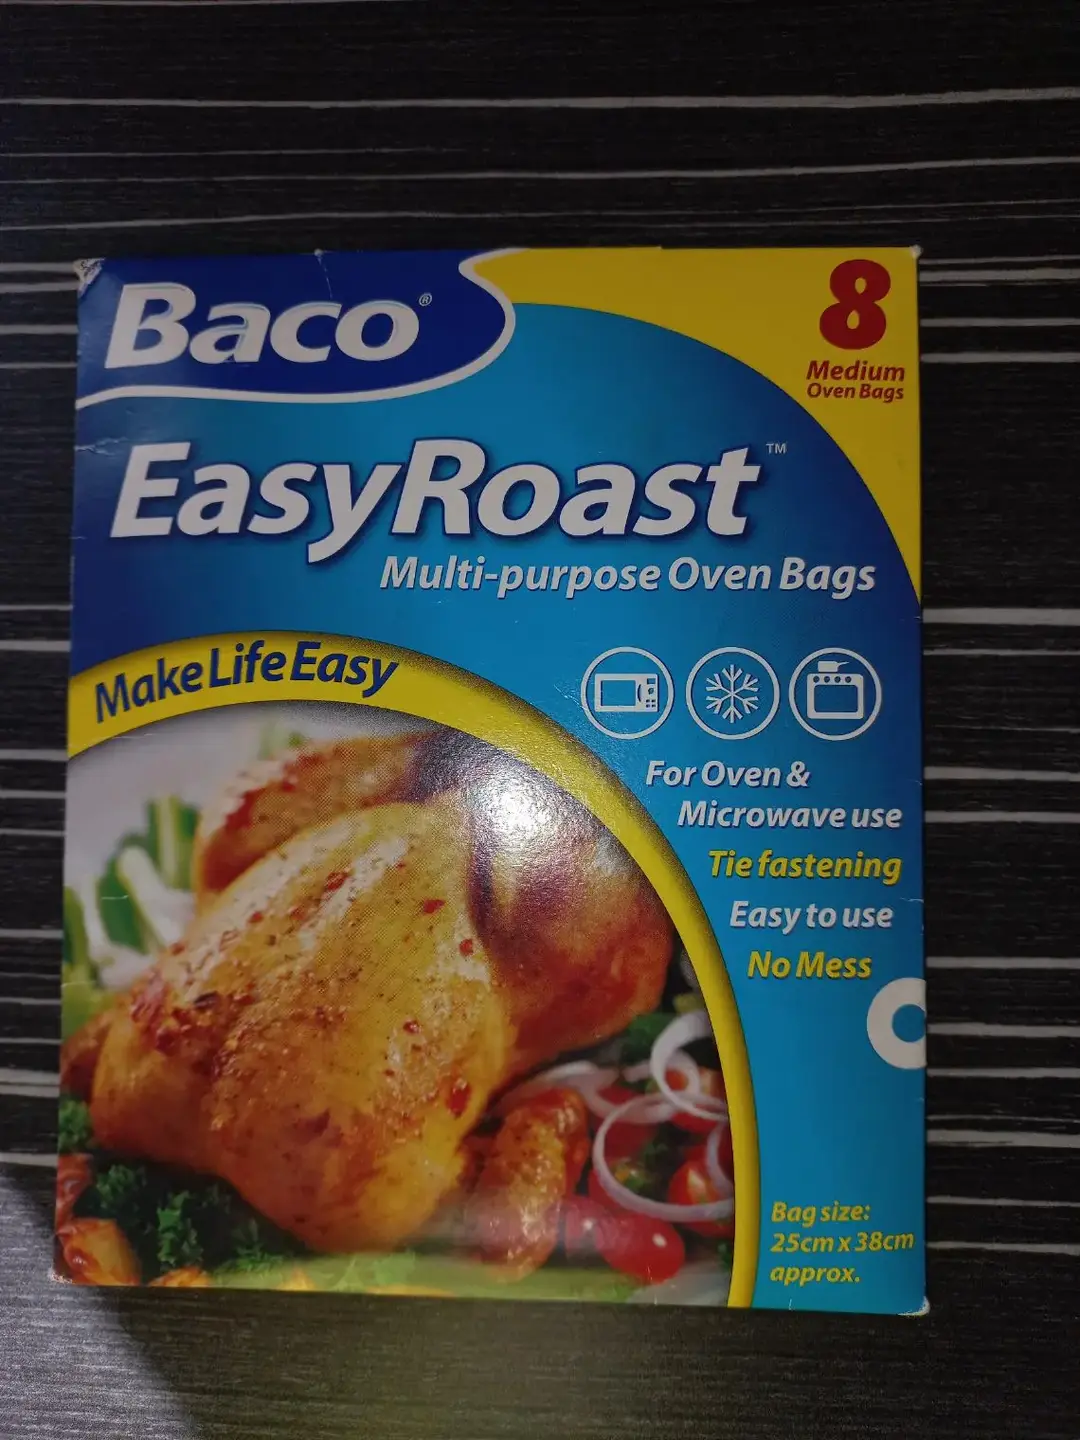 Baco®
8
Medium
Oven Bags
EasyRoast™
Multi-purpose Oven Bags
Make Life Easy
For Oven &
Microwave use
Tie fastening
Easy to use
No Mess
Bag size:
25cm x 38cm
approx.